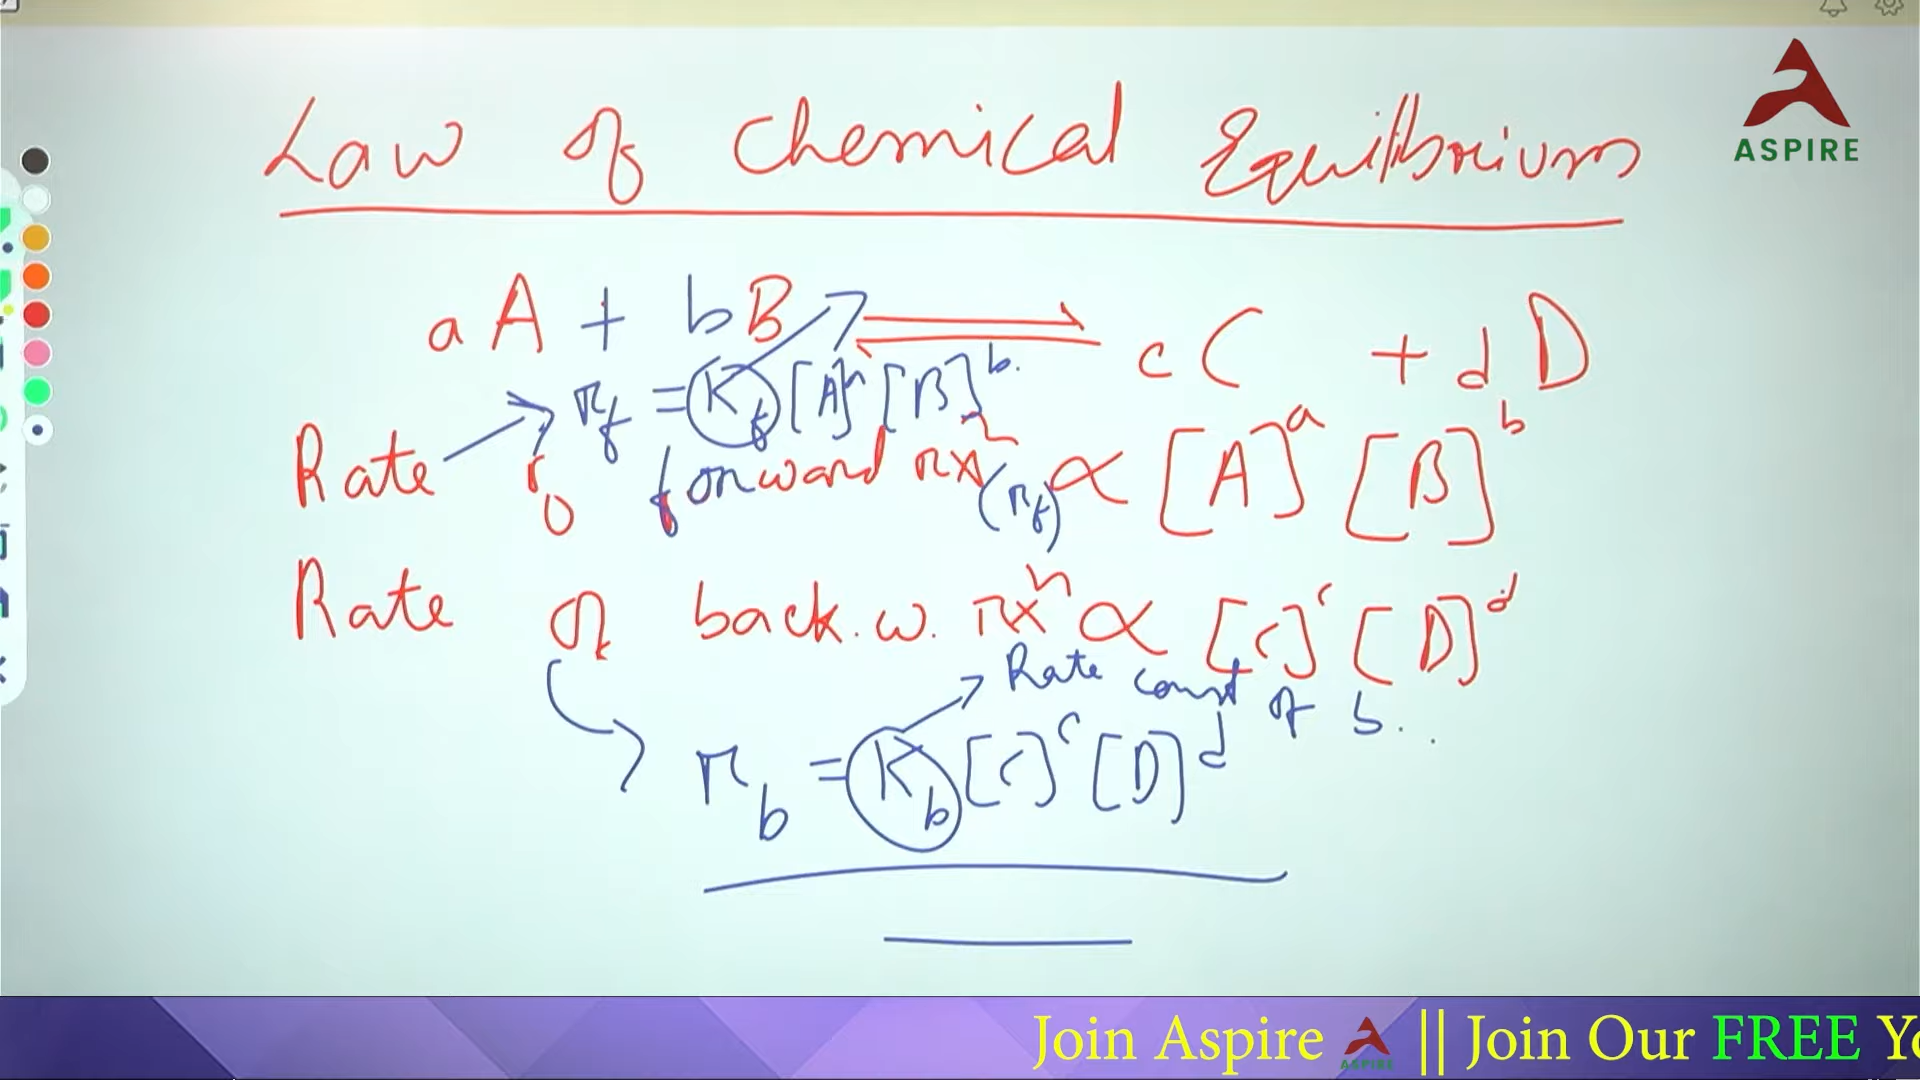 Law of Chemical Equilibrium
ASPIRE
aA + bB ⇌ cC + dD
r_f = K_f [A]^a [B]^b.
Rate of forward rxn (r_f) ∝ [A]^a [B]^b
Rate of back.w. rxn ∝ [C]^c [D]^d
Rate const of b..
r_b = K_b [C]^c [D]^d
Join Aspire ASPIRE || Join Our FREE Yo